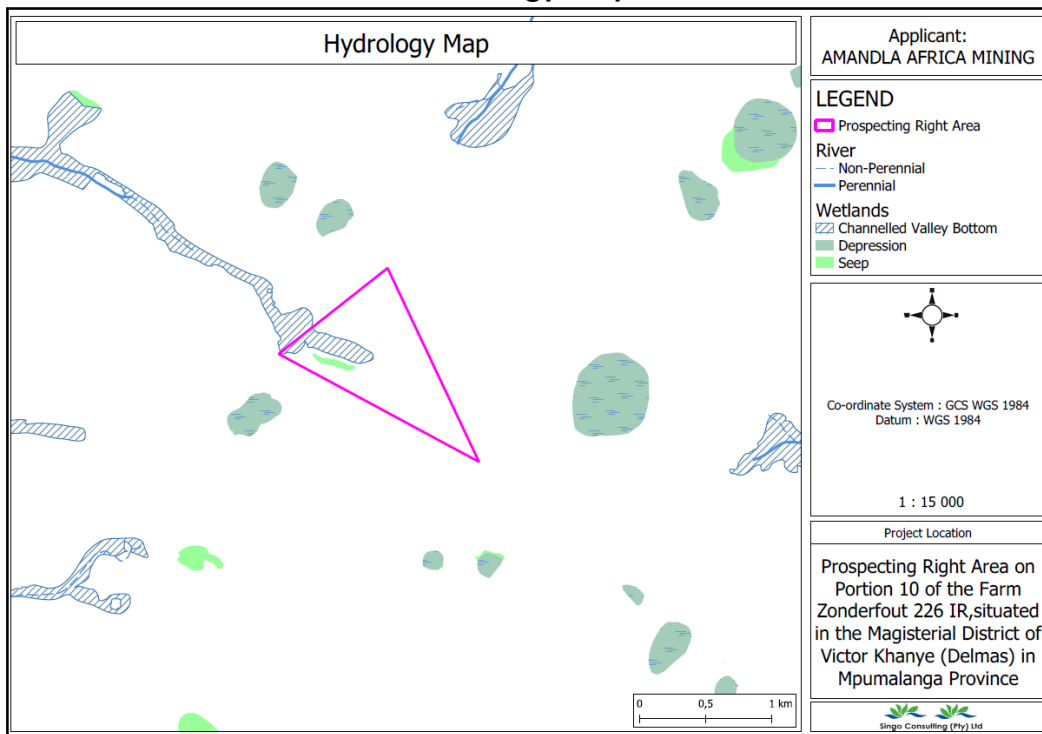 Hydrology Map
Applicant:
AMANDLA AFRICA MINING
LEGEND
Prospecting Right Area
River
Non-Perennial
Perennial
Wetlands
Channelled Valley Bottom
Depression
Seep
Co-ordinate System : GCS WGS 1984
Datum : WGS 1984
1 : 15 000
Project Location
Prospecting Right Area on
Portion 10 of the Farm
Zonderfout 226 IR,situated
in the Magisterial District of
Victor Khanye (Delmas) in
Mpumalanga Province
0 0,5 1 km
Singo Consulting (Pty) Ltd